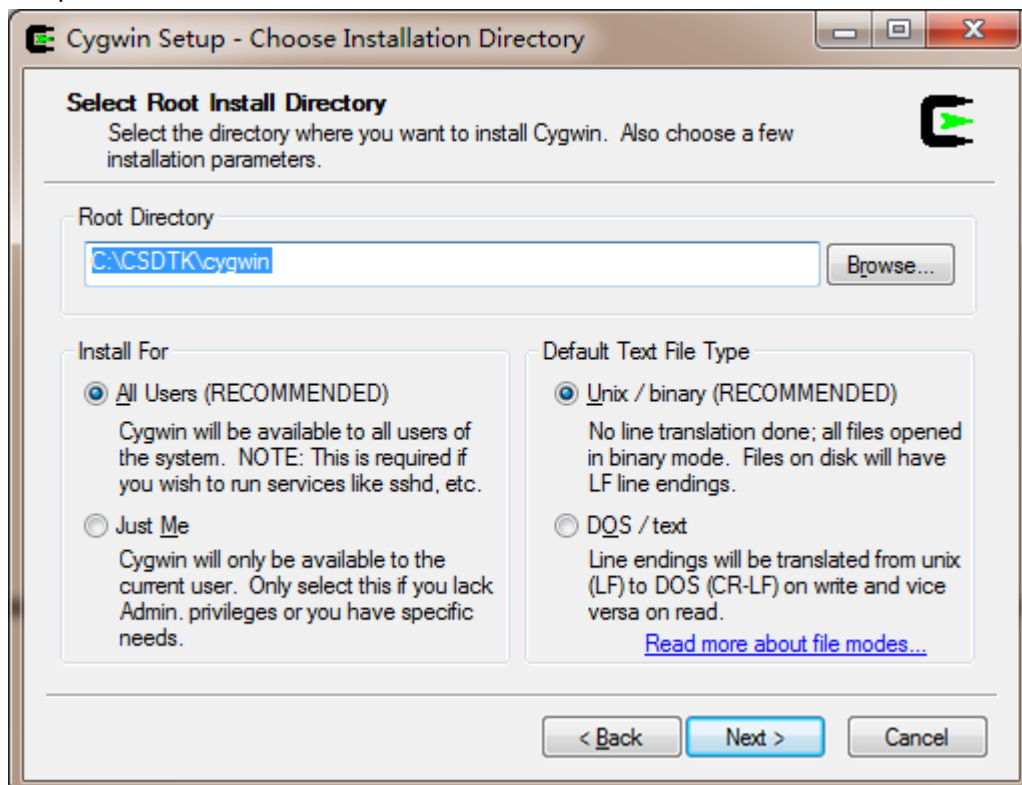 Cygwin Setup - Choose Installation Directory
Select Root Install Directory
Select the directory where you want to install Cygwin.  Also choose a few
installation parameters.
Root Directory
C:\CSDTK\cygwin
Browse...
Install For
All Users (RECOMMENDED)
Cygwin will be available to all users of
the system.  NOTE: This is required if
you wish to run services like sshd, etc.
Just Me
Cygwin will only be available to the
current user.  Only select this if you lack
Admin. privileges or you have specific
needs.
Default Text File Type
Unix / binary (RECOMMENDED)
No line translation done; all files opened
in binary mode.  Files on disk will have
LF line endings.
DOS / text
Line endings will be translated from unix
(LF) to DOS (CR-LF) on write and vice
versa on read.
Read more about file modes...
< Back
Next >
Cancel